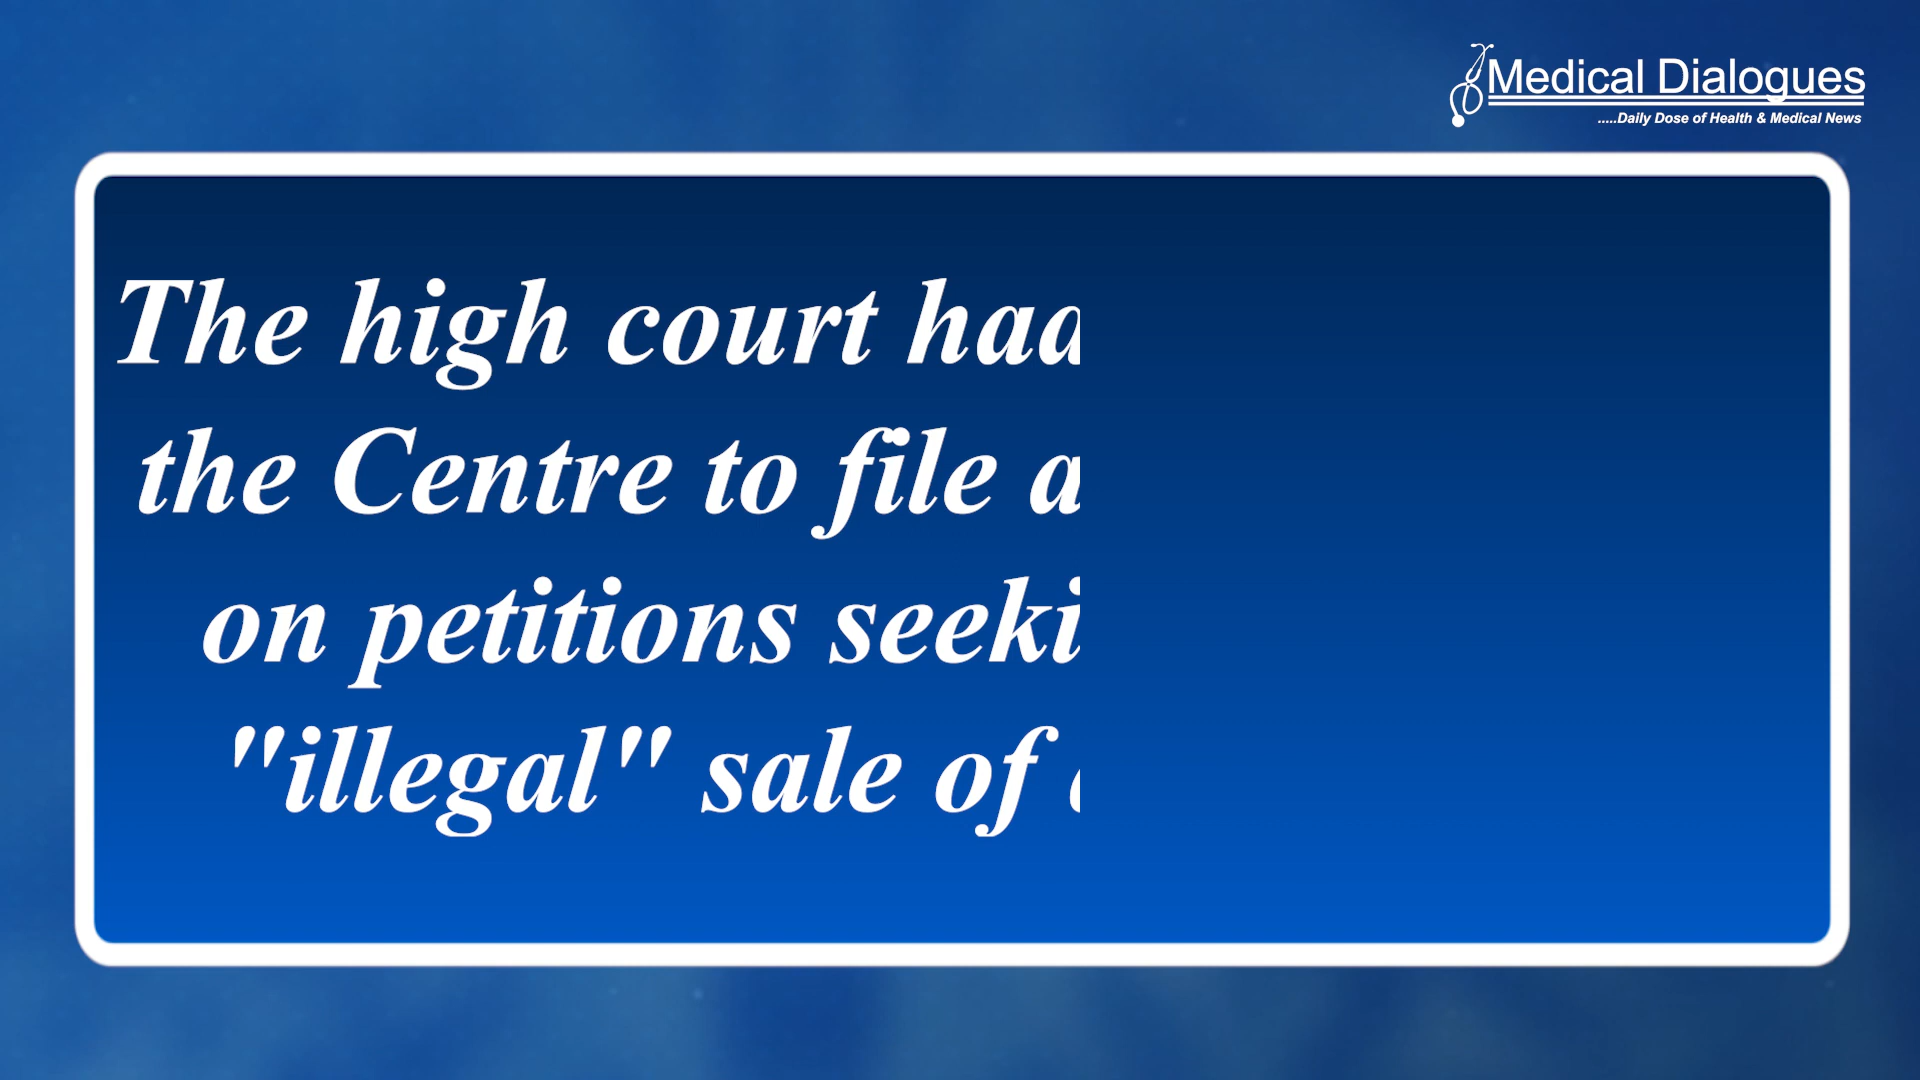 Medical Dialogues
.....Daily Dose of Health & Medical News
The high court had
the Centre to file a
on petitions seeki
"illegal" sale of